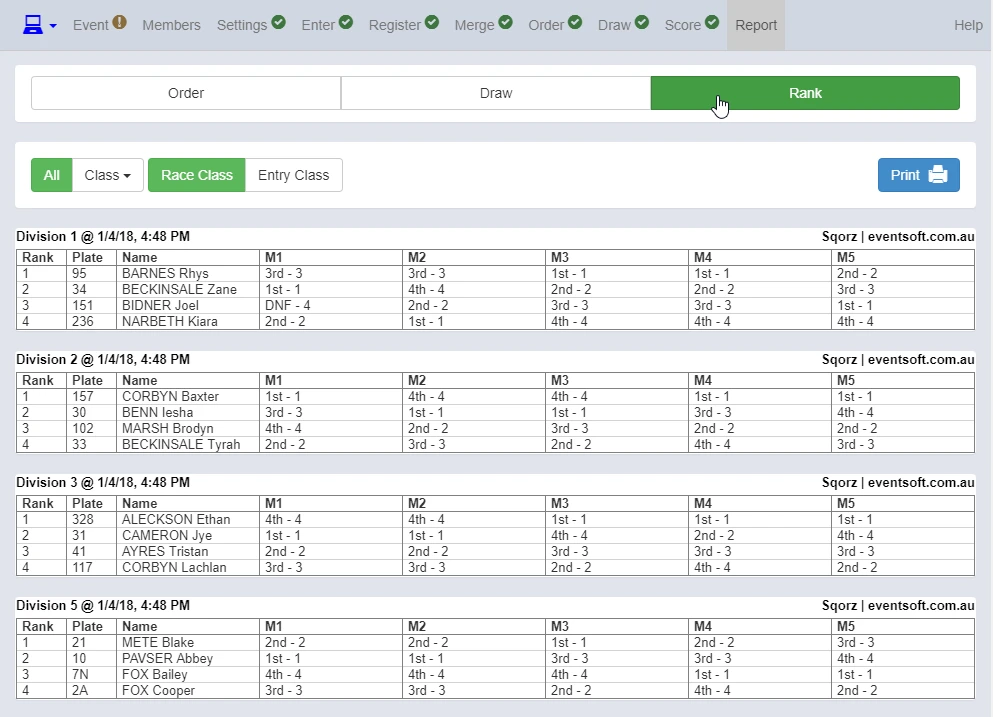 Event Members Settings Enter Register Merge Order Draw Score Report Help
Order Draw Rank
All Class Race Class Entry Class Print
Division 1 @ 1/4/18, 4:48 PM Sqorz | eventsoft.com.au
Rank Plate Name M1 M2 M3 M4 M5
1 95 BARNES Rhys 3rd - 3 3rd - 3 1st - 1 1st - 1 2nd - 2
2 34 BECKINSALE Zane 1st - 1 4th - 4 2nd - 2 2nd - 2 3rd - 3
3 151 BIDNER Joel DNF - 4 2nd - 2 3rd - 3 3rd - 3 1st - 1
4 236 NARBETH Kiara 2nd - 2 1st - 1 4th - 4 4th - 4 4th - 4
Division 2 @ 1/4/18, 4:48 PM Sqorz | eventsoft.com.au
Rank Plate Name M1 M2 M3 M4 M5
1 157 CORBYN Baxter 1st - 1 4th - 4 4th - 4 1st - 1 1st - 1
2 30 BENN Iesha 3rd - 3 1st - 1 1st - 1 3rd - 3 4th - 4
3 102 MARSH Brodyn 4th - 4 2nd - 2 3rd - 3 2nd - 2 2nd - 2
4 33 BECKINSALE Tyrah 2nd - 2 3rd - 3 2nd - 2 4th - 4 3rd - 3
Division 3 @ 1/4/18, 4:48 PM Sqorz | eventsoft.com.au
Rank Plate Name M1 M2 M3 M4 M5
1 328 ALECKSON Ethan 4th - 4 4th - 4 1st - 1 1st - 1 1st - 1
2 31 CAMERON Jye 1st - 1 1st - 1 4th - 4 2nd - 2 4th - 4
3 41 AYRES Tristan 2nd - 2 2nd - 2 3rd - 3 3rd - 3 3rd - 3
4 117 CORBYN Lachlan 3rd - 3 3rd - 3 2nd - 2 4th - 4 2nd - 2
Division 5 @ 1/4/18, 4:48 PM Sqorz | eventsoft.com.au
Rank Plate Name M1 M2 M3 M4 M5
1 21 METE Blake 2nd - 2 2nd - 2 1st - 1 2nd - 2 3rd - 3
2 10 PAVSER Abbey 1st - 1 1st - 1 3rd - 3 3rd - 3 4th - 4
3 7N FOX Bailey 4th - 4 4th - 4 4th - 4 1st - 1 1st - 1
4 2A FOX Cooper 3rd - 3 3rd - 3 2nd - 2 4th - 4 2nd - 2